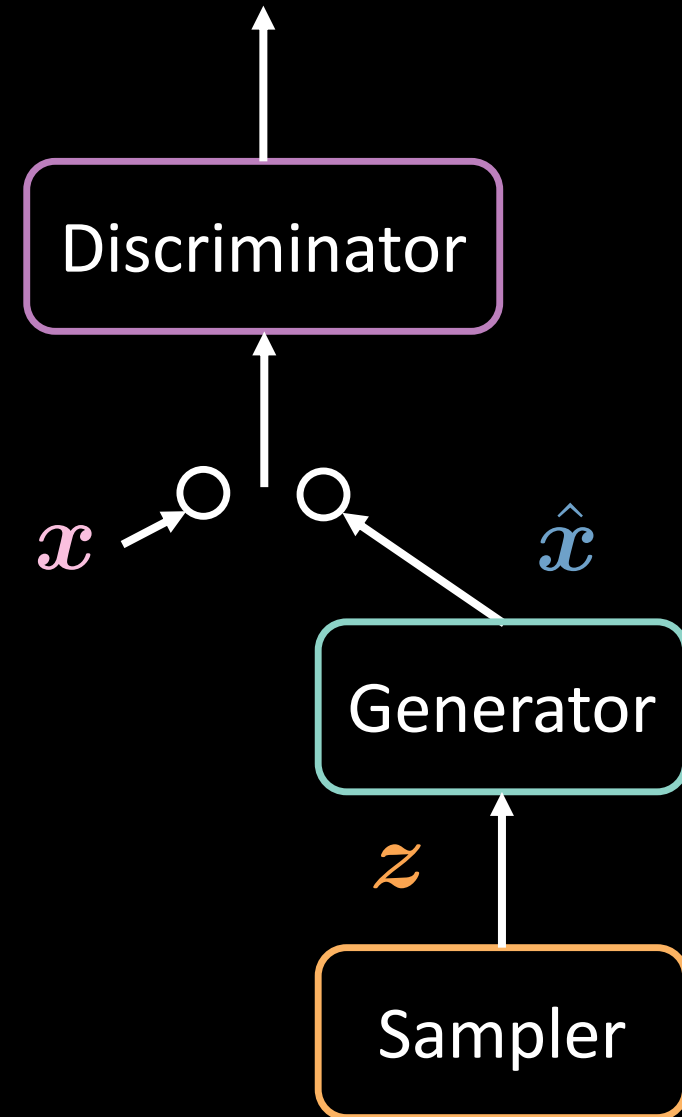 Discriminator
x
x̂
Generator
z
Sampler